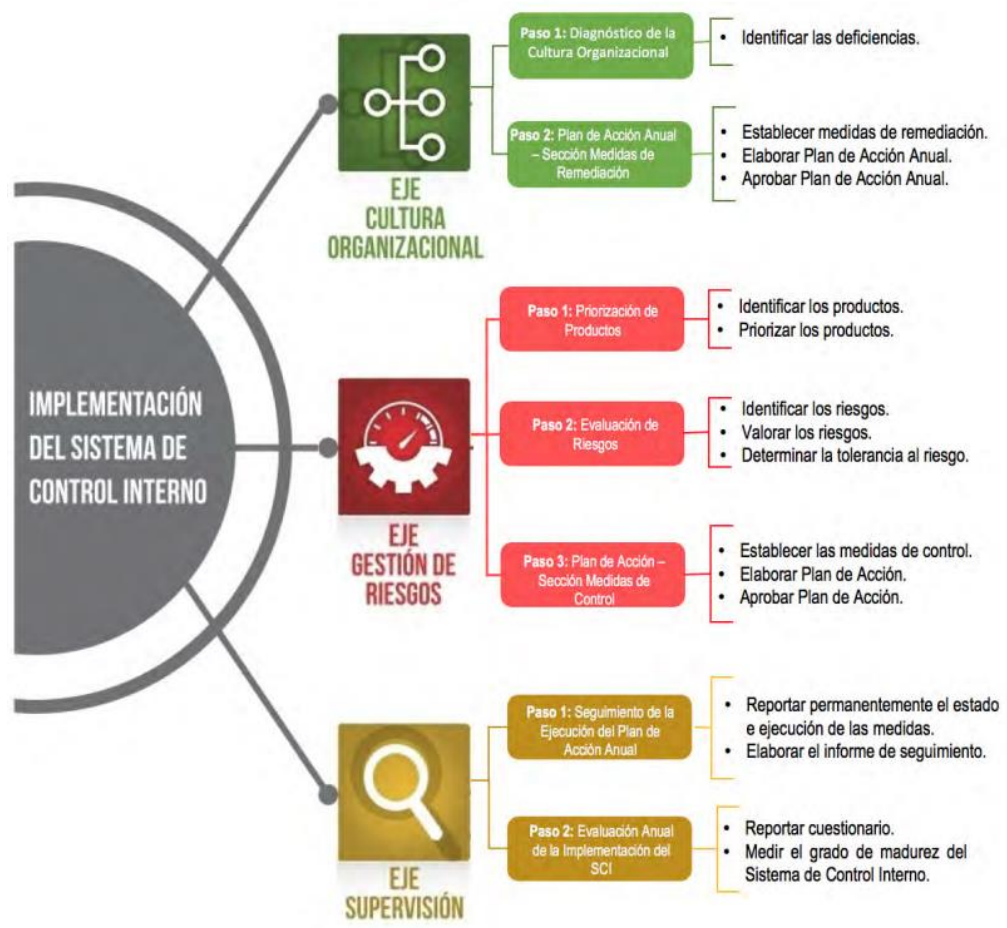 IMPLEMENTACIÓN
DEL SISTEMA DE
CONTROL INTERNO
EJE
CULTURA
ORGANIZACIONAL
Paso 1: Diagnóstico de la
Cultura Organizacional
• Identificar las deficiencias.
Paso 2: Plan de Acción Anual
– Sección Medidas de
Remediación
• Establecer medidas de remediación.
• Elaborar Plan de Acción Anual.
• Aprobar Plan de Acción Anual.
EJE
GESTIÓN DE
RIESGOS
Paso 1: Priorización de
Productos
• Identificar los productos.
• Priorizar los productos.
Paso 2: Evaluación de
Riesgos
• Identificar los riesgos.
• Valorar los riesgos.
• Determinar la tolerancia al riesgo.
Paso 3: Plan de Acción –
Sección Medidas de
Control
• Establecer las medidas de control.
• Elaborar Plan de Acción.
• Aprobar Plan de Acción.
EJE
SUPERVISIÓN
Paso 1: Seguimiento de la
Ejecución del Plan de
Acción Anual
• Reportar permanentemente el estado
e ejecución de las medidas.
• Elaborar el informe de seguimiento.
Paso 2: Evaluación Anual
de la Implementación del
SCI
• Reportar cuestionario.
• Medir el grado de madurez del
Sistema de Control Interno.